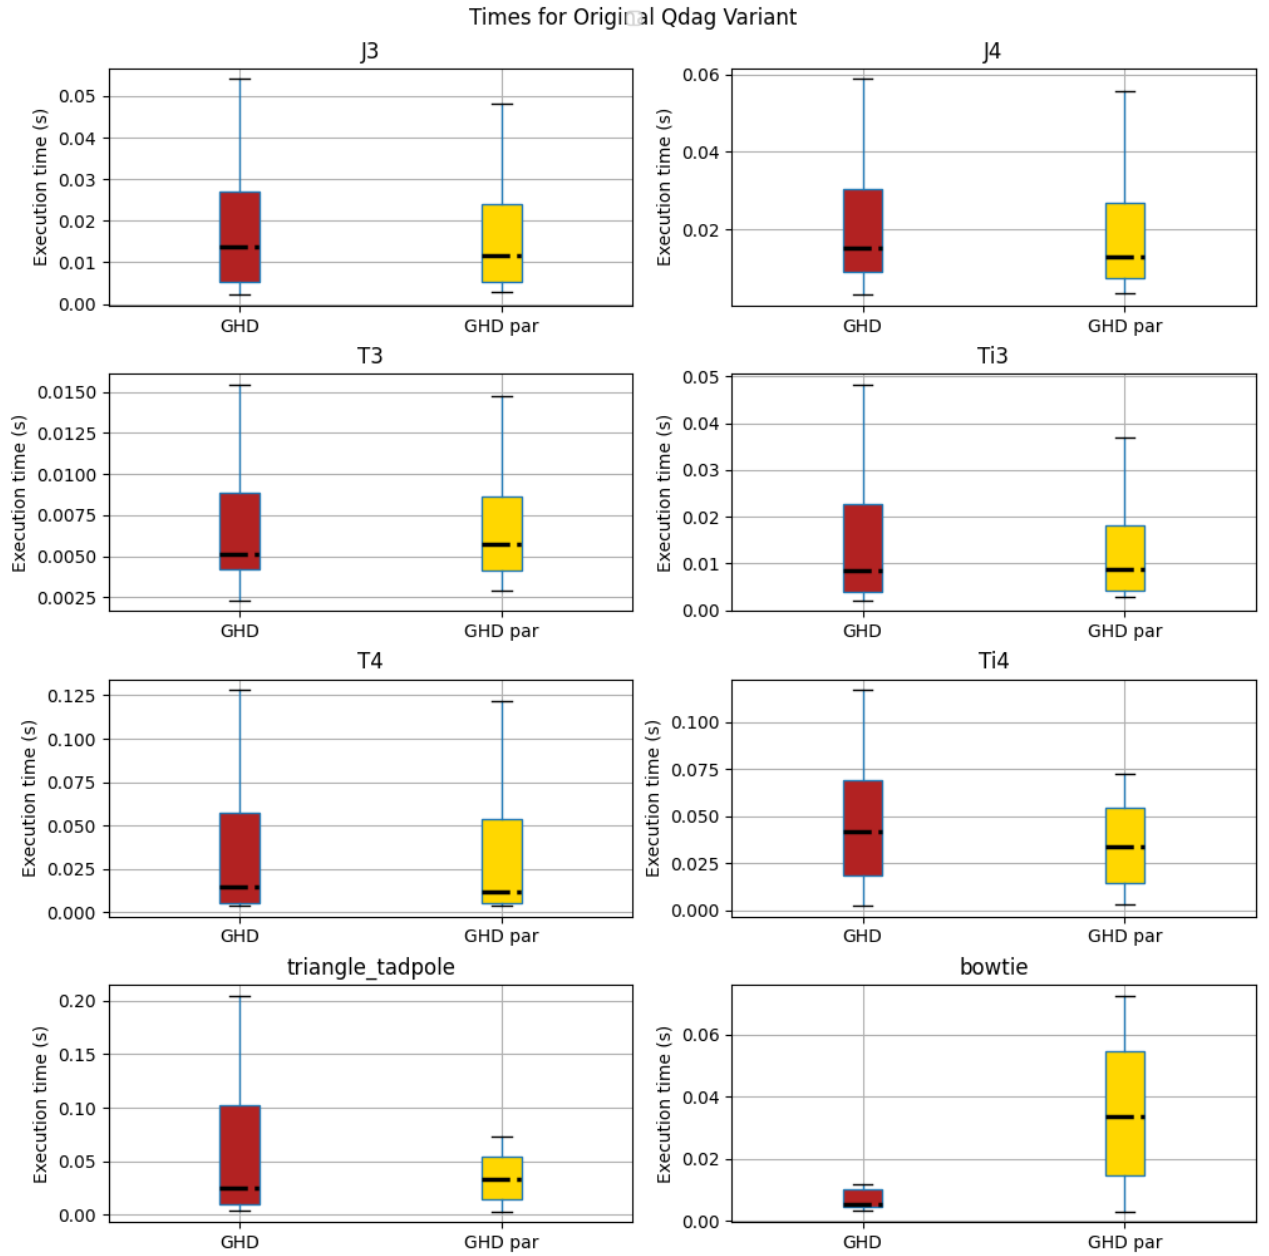 Times for Original Qdag Variant
J3
Execution time (s)
0.05
0.04
0.03
0.02
0.01
0.00
GHD
GHD par
J4
Execution time (s)
0.06
0.04
0.02
GHD
GHD par
T3
Execution time (s)
0.0150
0.0125
0.0100
0.0075
0.0050
0.0025
GHD
GHD par
Ti3
Execution time (s)
0.05
0.04
0.03
0.02
0.01
0.00
GHD
GHD par
T4
Execution time (s)
0.125
0.100
0.075
0.050
0.025
0.000
GHD
GHD par
Ti4
Execution time (s)
0.100
0.075
0.050
0.025
0.000
GHD
GHD par
triangle_tadpole
Execution time (s)
0.20
0.15
0.10
0.05
0.00
GHD
GHD par
bowtie
Execution time (s)
0.06
0.04
0.02
0.00
GHD
GHD par